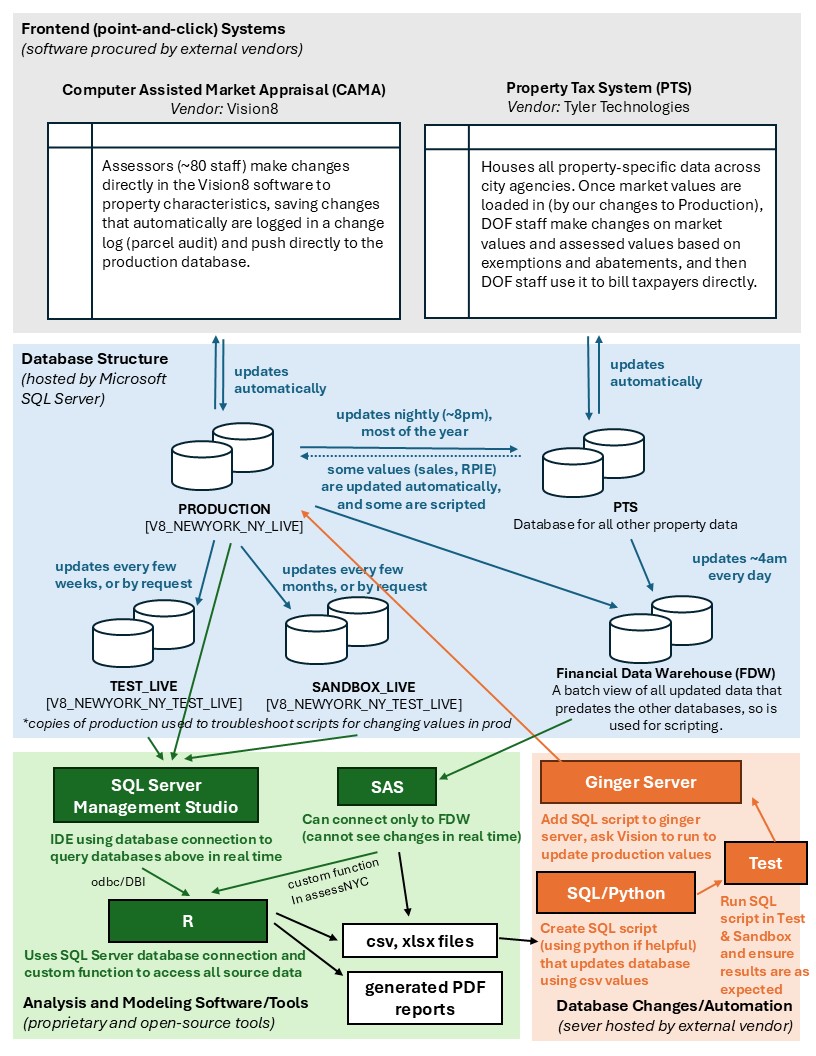 Frontend (point-and-click) Systems
(software procured by external vendors)
Computer Assisted Market Appraisal (CAMA)
Vendor: Vision8
Assessors (~80 staff) make changes
directly in the Vision8 software to
property characteristics, saving changes
that automatically are logged in a change
log (parcel audit) and push directly to the
production database.
Property Tax System (PTS)
Vendor: Tyler Technologies
Houses all property-specific data across
city agencies. Once market values are
loaded in (by our changes to Production),
DOF staff make changes on market
values and assessed values based on
exemptions and abatements, and then
DOF staff use it to bill taxpayers directly.
Database Structure
(hosted by Microsoft
SQL Server)
updates
automatically
updates
automatically
updates nightly (~8pm),
most of the year
some values (sales, RPIE)
are updated automatically,
and some are scripted
PRODUCTION
[V8_NEWYORK_NY_LIVE]
PTS
Database for all other property data
updates every few
weeks, or by request
updates every few
months, or by request
updates ~4am
every day
TEST_LIVE
[V8_NEWYORK_NY_TEST_LIVE]
SANDBOX_LIVE
[V8_NEWYORK_NY_TEST_LIVE]
*copies of production used to troubleshoot scripts for changing values in prod
Financial Data Warehouse (FDW)
A batch view of all updated data that
predates the other databases, so is
used for scripting.
SQL Server
Management Studio
IDE using database connection to
query databases above in real time
SAS
Can connect only to FDW
(cannot see changes in real time)
odbc/DBI
custom function
In assessNYC
R
Uses SQL Server database connection and
custom function to access all source data
csv, xlsx files
generated PDF
reports
Analysis and Modeling Software/Tools
(proprietary and open-source tools)
Ginger Server
Add SQL script to ginger
server, ask Vision to run to
update production values
Test
SQL/Python
Run SQL
script in Test
& Sandbox
and ensure
results are as
expected
Create SQL script
(using python if helpful)
that updates database
using csv values
Database Changes/Automation
(sever hosted by external vendor)